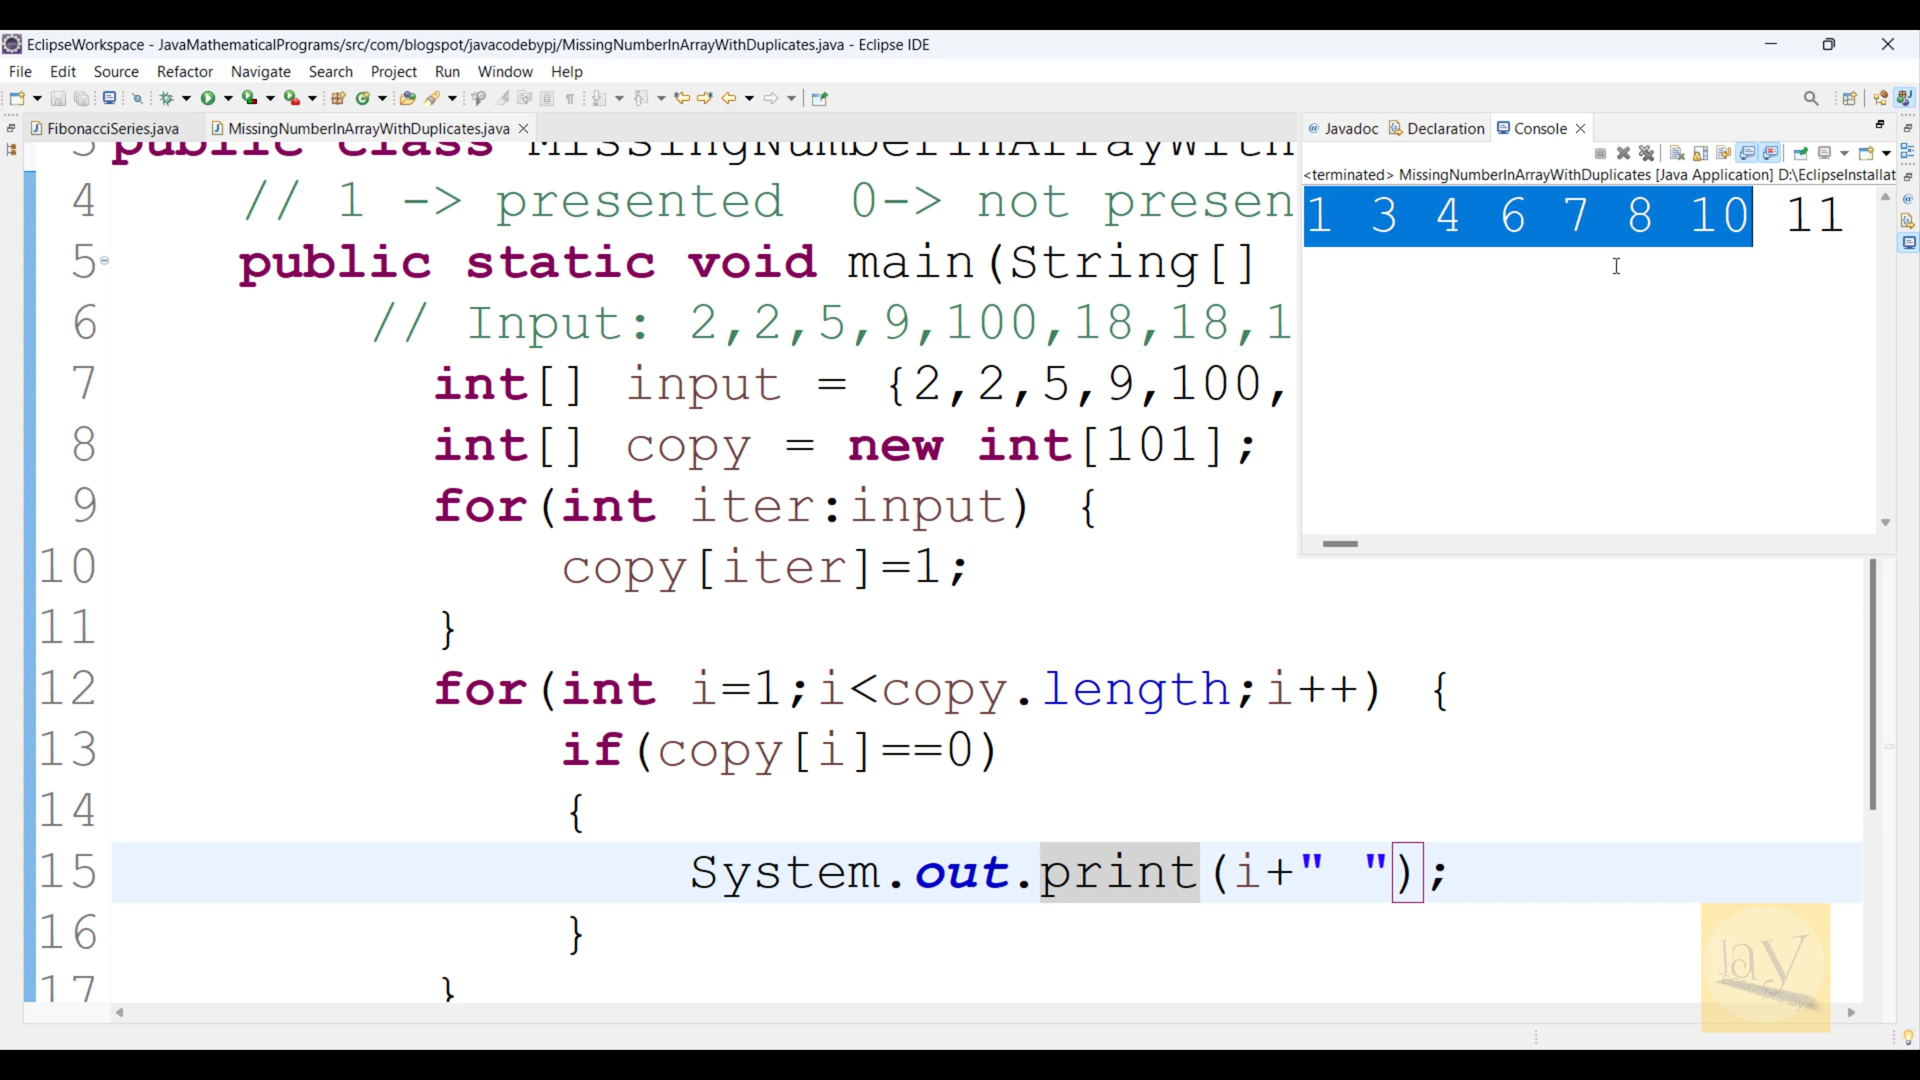 EclipseWorkspace - JavaMathematicalPrograms/src/com/blogspot/javacodebypj/MissingNumberInArrayWithDuplicates.java - Eclipse IDE
File Edit Source Refactor Navigate Search Project Run Window Help
FibonacciSeries.java MissingNumberInArrayWithDuplicates.java
Javadoc Declaration Console
<terminated> MissingNumberInArrayWithDuplicates [Java Application] D:\EclipseInstallat
1 3 4 6 7 8 10 11
3 public class MissingNumberInArrayWith
4 // 1 -> presented 0-> not presen
5 public static void main(String[]
6 // Input: 2,2,5,9,100,18,18,1
7 int[] input = {2,2,5,9,100,
8 int[] copy = new int[101];
9 for(int iter:input) {
10 copy[iter]=1;
11 }
12 for(int i=1;i<copy.length;i++) {
13 if(copy[i]==0)
14 {
15 System.out.print(i+" ");
16 }
17 }
Jay